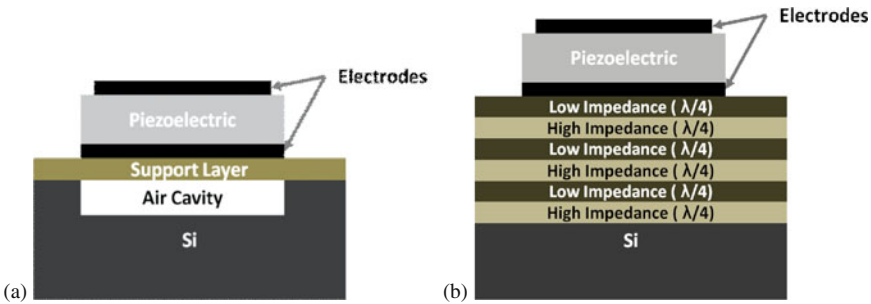 Electrodes
Piezoelectric
Support Layer
Air Cavity
Si
(a)
Electrodes
Piezoelectric
Low Impedance ( λ/4)
High Impedance ( λ/4)
Low Impedance ( λ/4)
High Impedance ( λ/4)
Low Impedance ( λ/4)
High Impedance ( λ/4)
Si
(b)